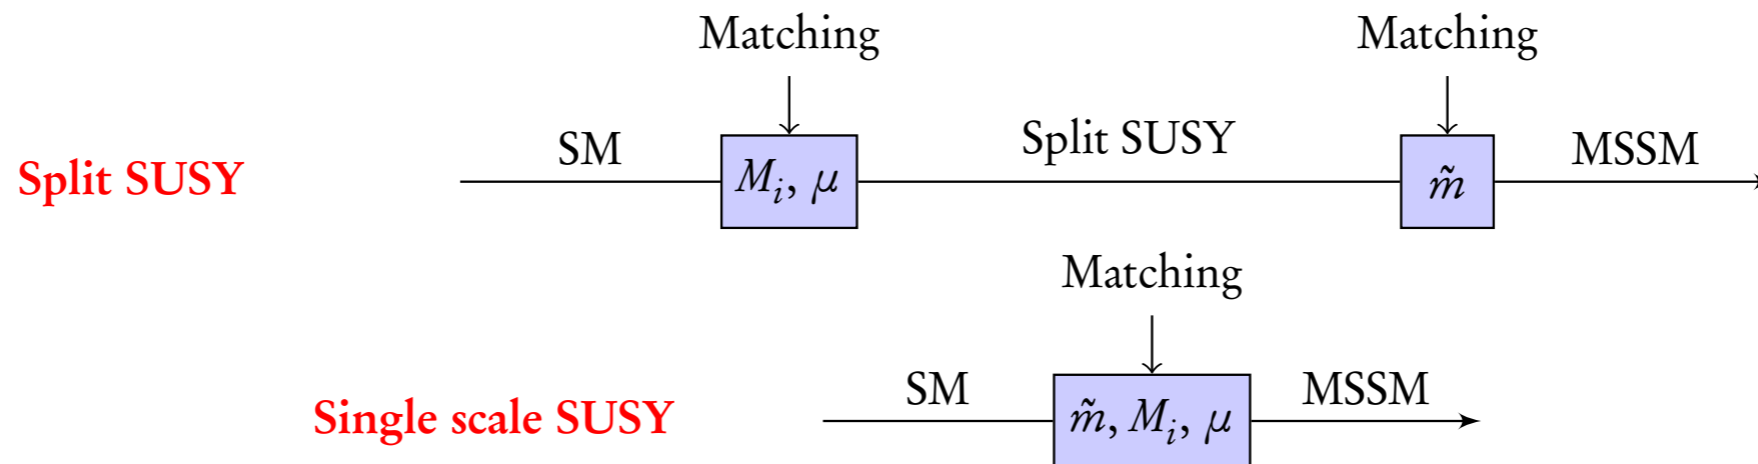 Matching Matching
Split SUSY SM M_i, μ Split SUSY m̃ MSSM
Matching
Single scale SUSY SM m̃, M_i, μ MSSM